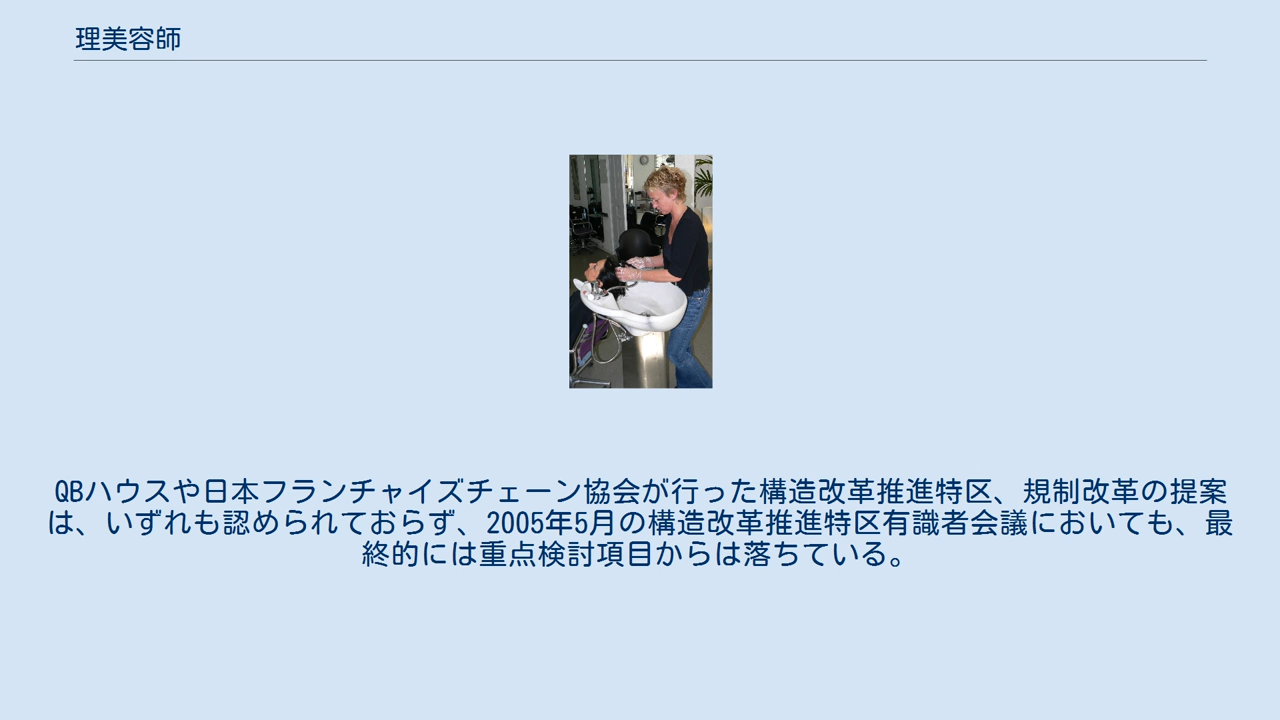 理美容師
QBハウスや日本フランチャイズチェーン協会が行った構造改革推進特区、規制改革の提案
は、いずれも認められておらず、2005年5月の構造改革推進特区有識者会議においても、最
終的には重点検討項目からは落ちている。